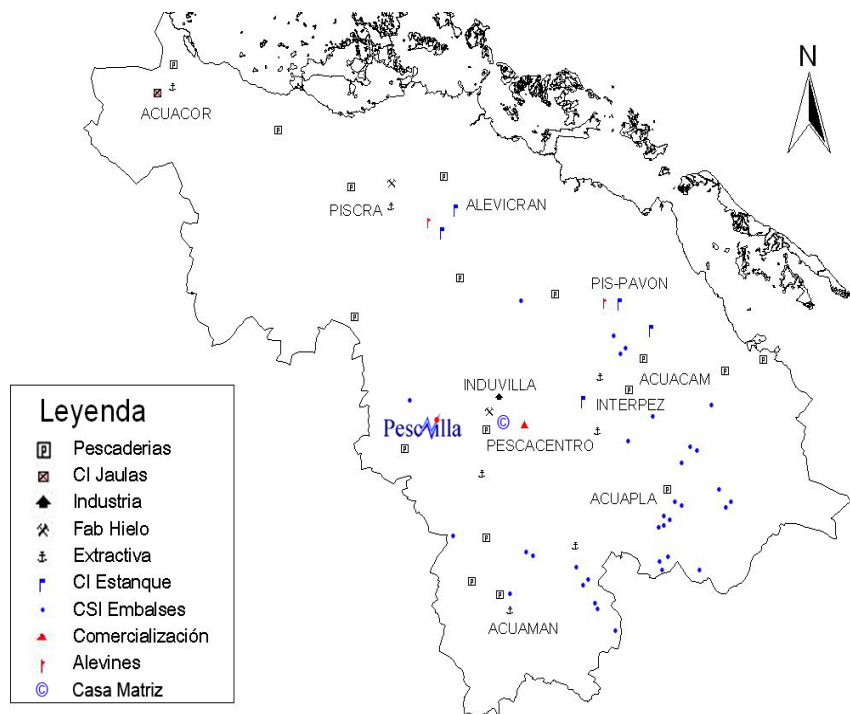 N
ACUACOR
PISCRA
ALEVICRAN
PIS-PAVON
INDUVILLA
ACUACAM
INTERPEZ
PescaVilla
PESCACENTRO
ACUAPLA
ACUAMAN
Leyenda
P Pescaderias
CI Jaulas
Industria
Fab Hielo
Extractiva
CI Estanque
CSI Embalses
Comercialización
Alevines
© Casa Matriz